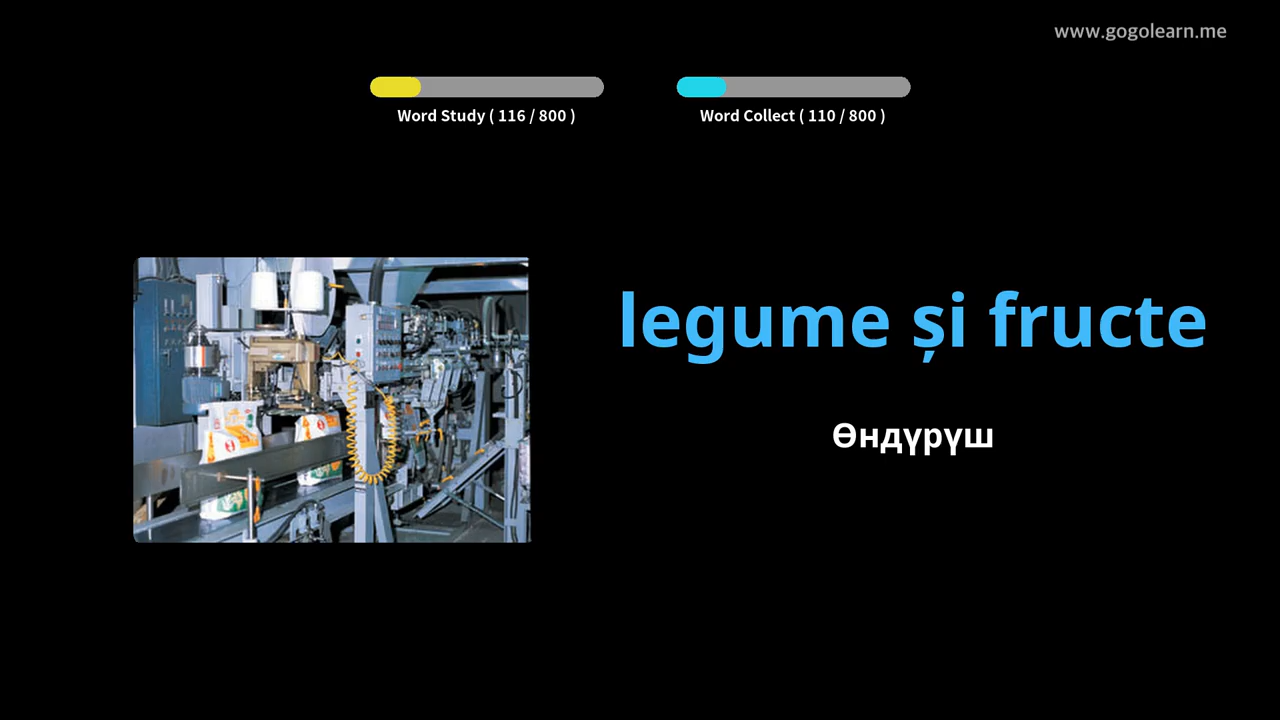 www.gogolearn.me
Word Study ( 116 / 800 )
Word Collect ( 110 / 800 )
legume și fructe
Өндүрүш